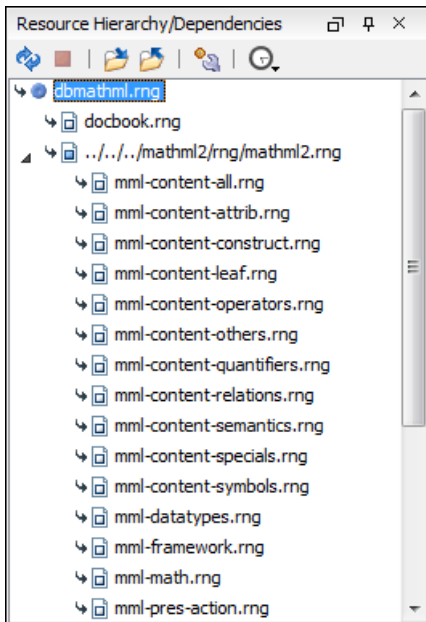 Resource Hierarchy/Dependencies
dbmathml.rng
docbook.rng
../../../mathml2/rng/mathml2.rng
mml-content-all.rng
mml-content-attrib.rng
mml-content-construct.rng
mml-content-leaf.rng
mml-content-operators.rng
mml-content-others.rng
mml-content-quantifiers.rng
mml-content-relations.rng
mml-content-semantics.rng
mml-content-specials.rng
mml-content-symbols.rng
mml-datatypes.rng
mml-framework.rng
mml-math.rng
mml-pres-action.rng